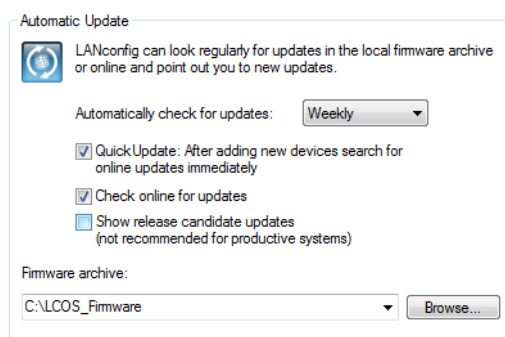 Automatic Update
LANconfig can look regularly for updates in the local firmware archive
or online and point out you to new updates.
Automatically check for updates: Weekly
QuickUpdate: After adding new devices search for
online updates immediately
Check online for updates
Show release candidate updates
(not recommended for productive systems)
Firmware archive:
C:\LCOS_Firmware Browse...